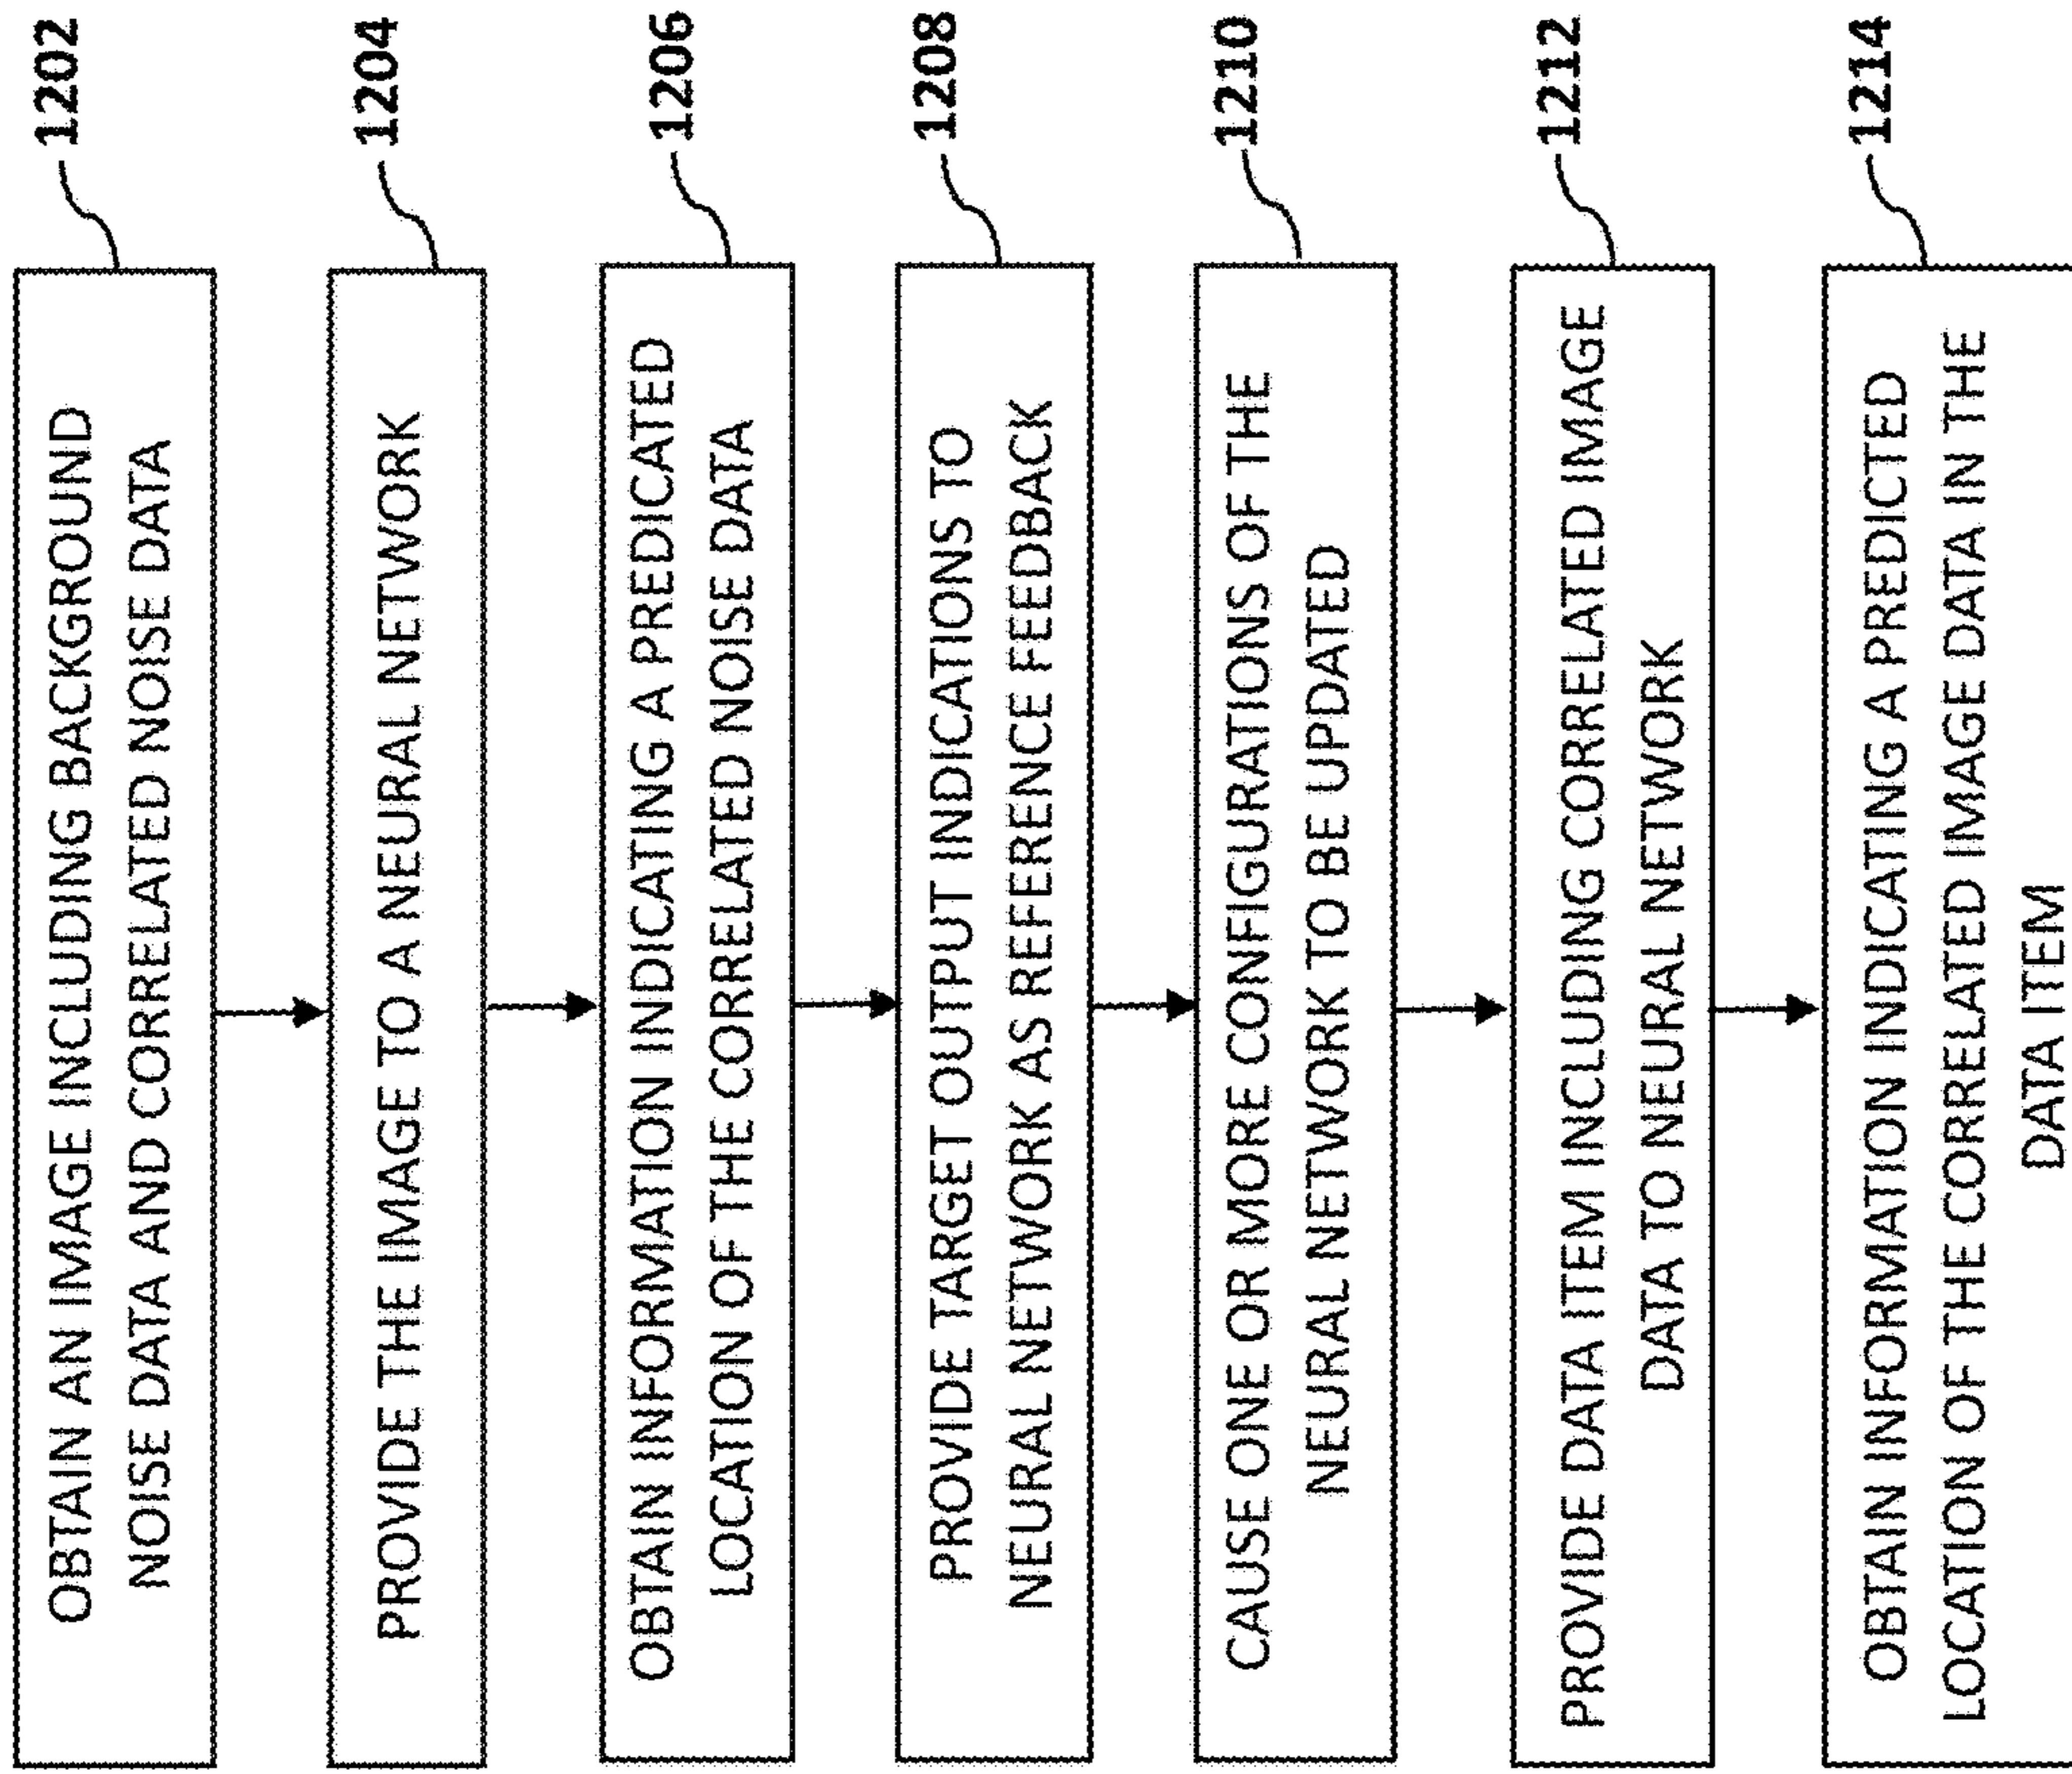 OBTAIN AN IMAGE INCLUDING BACKGROUND
NOISE DATA AND CORRELATED NOISE DATA
1202
PROVIDE THE IMAGE TO A NEURAL NETWORK
1204
OBTAIN INFORMATION INDICATING A PREDICATED
LOCATION OF THE CORRELATED NOISE DATA
1206
PROVIDE TARGET OUTPUT INDICATIONS TO
NEURAL NETWORK AS REFERENCE FEEDBACK
1208
CAUSE ONE OR MORE CONFIGURATIONS OF THE
NEURAL NETWORK TO BE UPDATED
1210
PROVIDE DATA ITEM INCLUDING CORRELATED IMAGE
DATA TO NEURAL NETWORK
1212
OBTAIN INFORMATION INDICATING A PREDICTED
LOCATION OF THE CORRELATED IMAGE DATA IN THE
DATA ITEM
1214